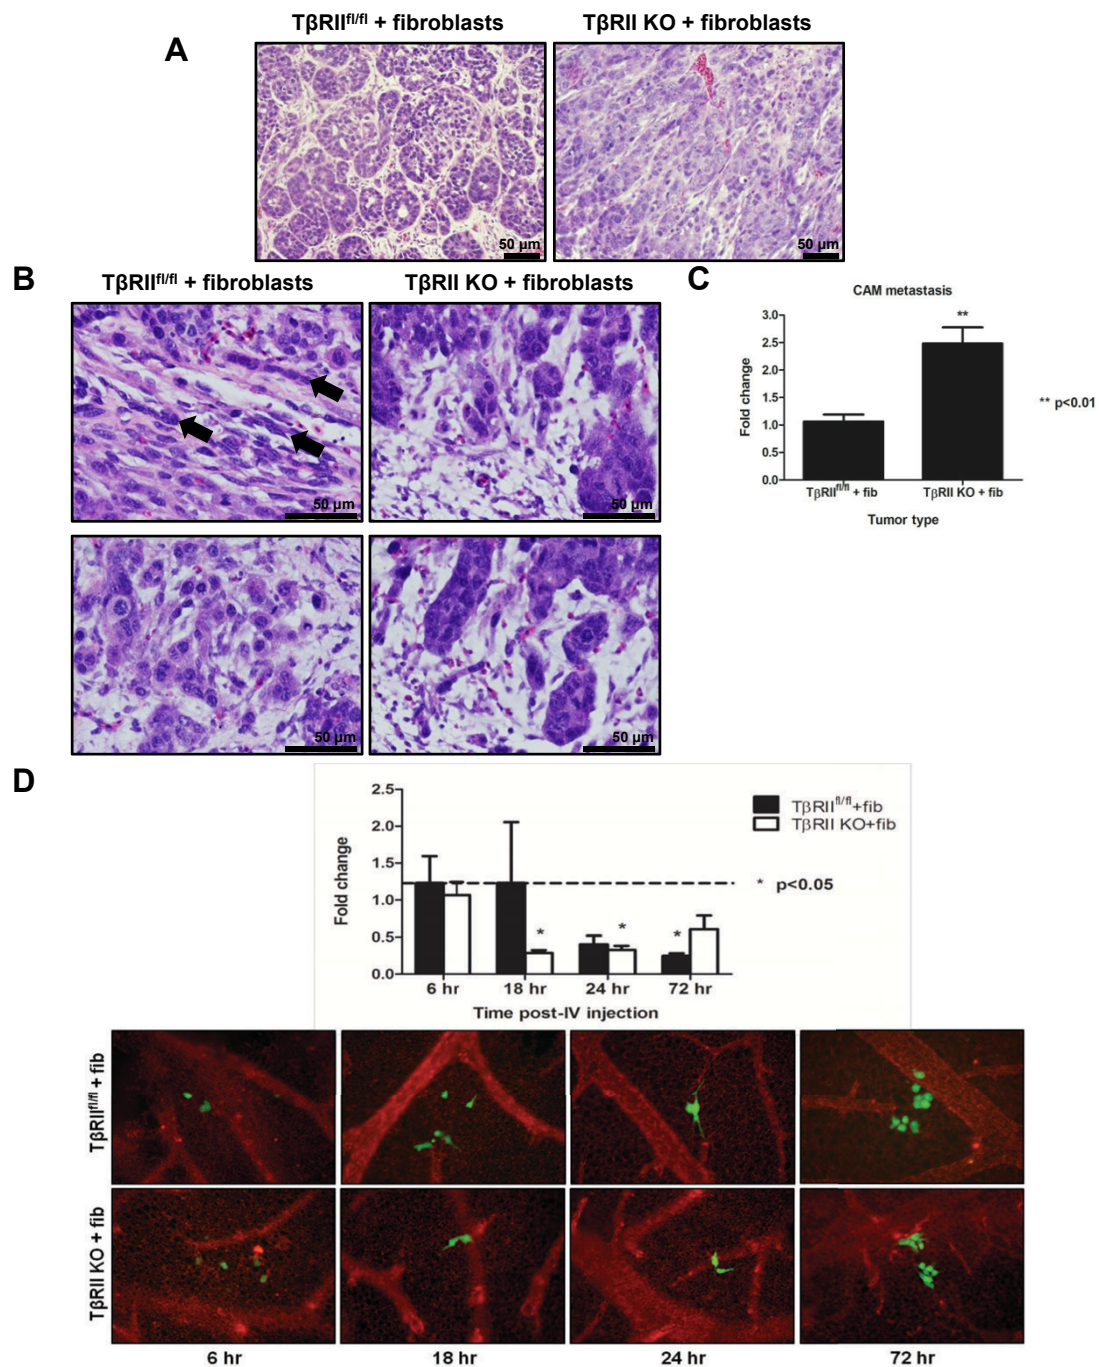 TβRIIfl/fl + fibroblasts
TβRII KO + fibroblasts
A
50 µm
50 µm
B
TβRIIfl/fl + fibroblasts
TβRII KO + fibroblasts
50 µm
50 µm
50 µm
50 µm
C
CAM metastasis
Fold change
3.0
2.5
2.0
1.5
1.0
0.5
0.0
**
** p<0.01
TβRIIfl/fl + fib
TβRII KO + fib
Tumor type
D
Fold change
2.5
2.0
1.5
1.0
0.5
0.0
*
*
*
TβRIIfl/fl+fib
TβRII KO+fib
* p<0.05
6 hr
18 hr
24 hr
72 hr
Time post-IV injection
TβRIIfl/fl + fib
TβRII KO + fib
6 hr
18 hr
24 hr
72 hr